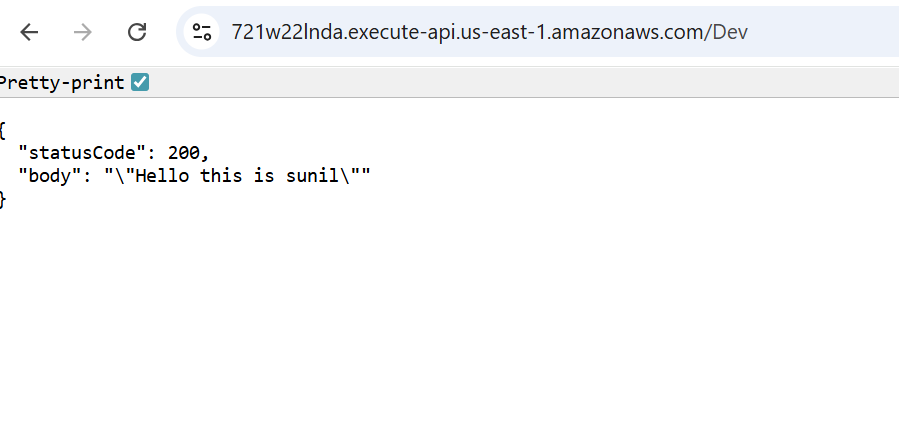 721w22lnda.execute-api.us-east-1.amazonaws.com/Dev
Pretty-print
{
  "statusCode": 200,
  "body": "\"Hello this is sunil\""
}